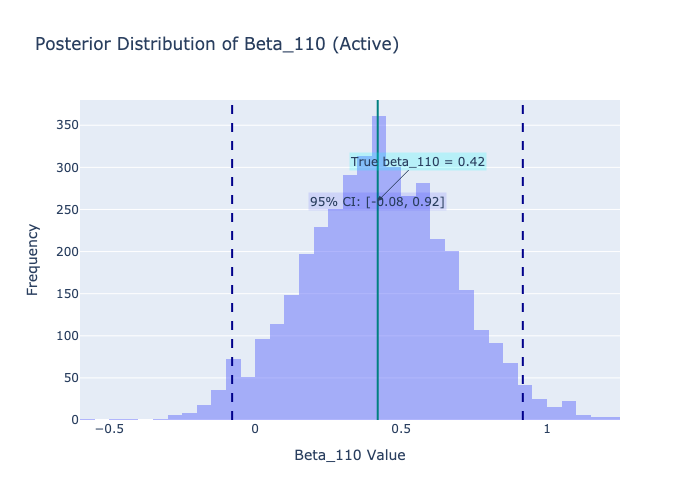 Posterior Distribution of Beta_110 (Active)
350
300
250
200
150
100
50
0
Frequency
True beta_110 = 0.42
95% CI: [-0.08, 0.92]
−0.5
0
0.5
1
Beta_110 Value